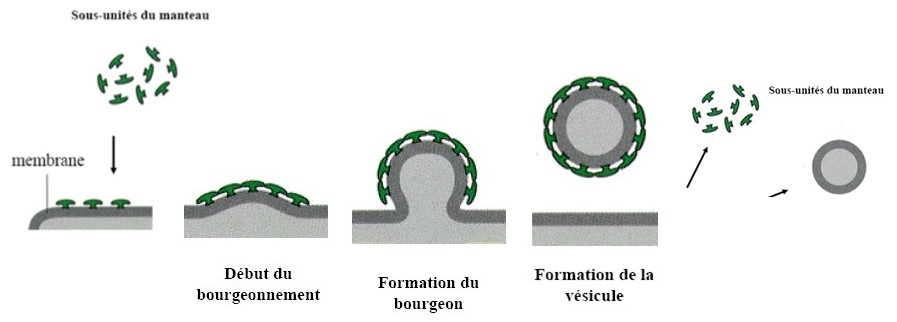 Sous-unités du manteau
membrane
Début du
bourgeonnement
Formation du
bourgeon
Formation de la
vésicule
Sous-unités du manteau